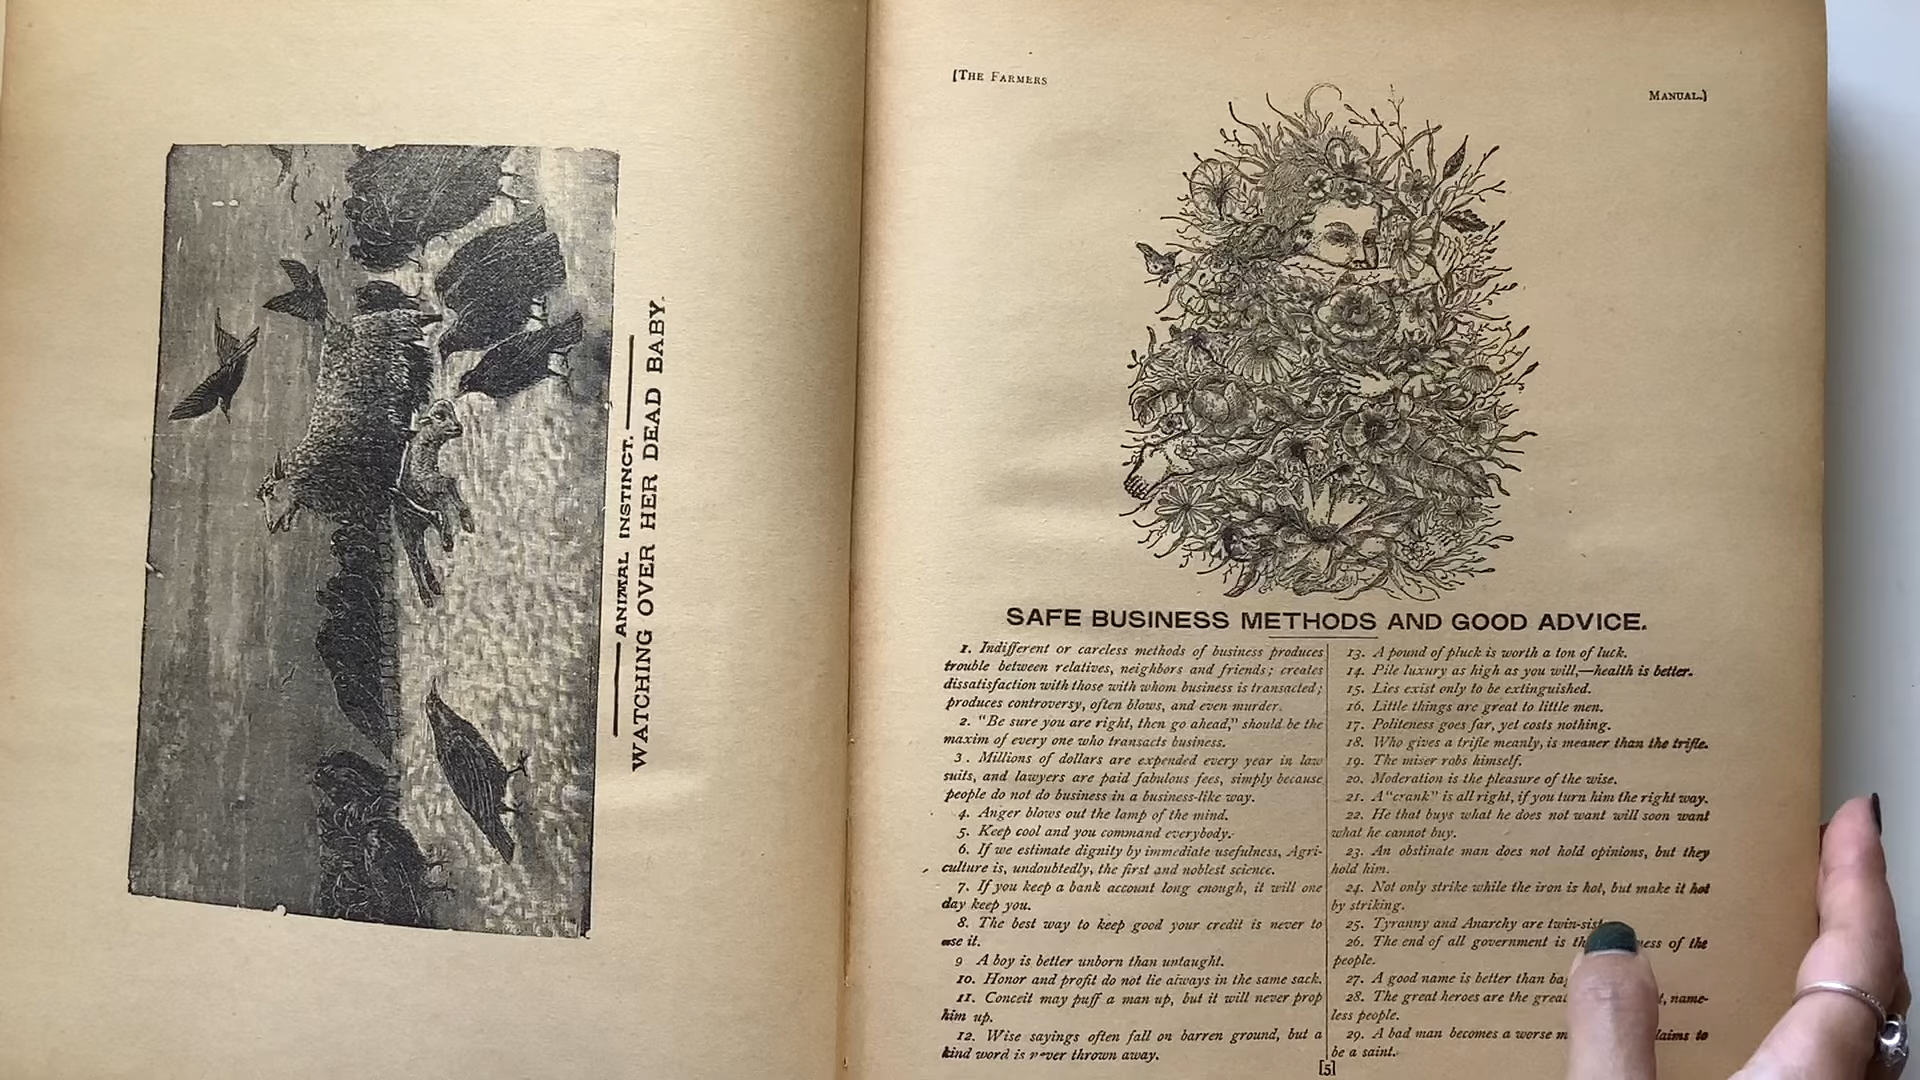 ANIMAL INSTINCT.
WATCHING OVER HER DEAD BABY.
[THE FARMERS
MANUAL.]
SAFE BUSINESS METHODS AND GOOD ADVICE.
1. Indifferent or careless methods of business produces
trouble between relatives, neighbors and friends; creates
dissatisfaction with those with whom business is transacted;
produces controversy, often blows, and even murder.
2. "Be sure you are right, then go ahead," should be the
maxim of every one who transacts business.
3. Millions of dollars are expended every year in law
suits, and lawyers are paid fabulous fees, simply because
people do not do business in a business-like way.
4. Anger blows out the lamp of the mind.
5. Keep cool and you command everybody.
6. If we estimate dignity by immediate usefulness, Agri-
culture is, undoubtedly, the first and noblest science.
7. If you keep a bank account long enough, it will one
day keep you.
8. The best way to keep good your credit is never to
use it.
9 A boy is better unborn than untaught.
10. Honor and profit do not lie always in the same sack.
11. Conceit may puff a man up, but it will never prop
him up.
12. Wise sayings often fall on barren ground, but a
kind word is never thrown away.
13. A pound of pluck is worth a ton of luck.
14. Pile luxury as high as you will,—health is better.
15. Lies exist only to be extinguished.
16. Little things are great to little men.
17. Politeness goes far, yet costs nothing.
18. Who gives a trifle meanly, is meaner than the trifle.
19. The miser robs himself.
20. Moderation is the pleasure of the wise.
21. A "crank" is all right, if you turn him the right way.
22. He that buys what he does not want will soon want
what he cannot buy.
23. An obstinate man does not hold opinions, but they
hold him.
24. Not only strike while the iron is hot, but make it hot
by striking.
25. Tyranny and Anarchy are
26. The end of all government is of the
people.
27. A good name is better than
28. The great heroes are the name-
less people.
29. A bad man becomes a worse to
be a saint.
[5]